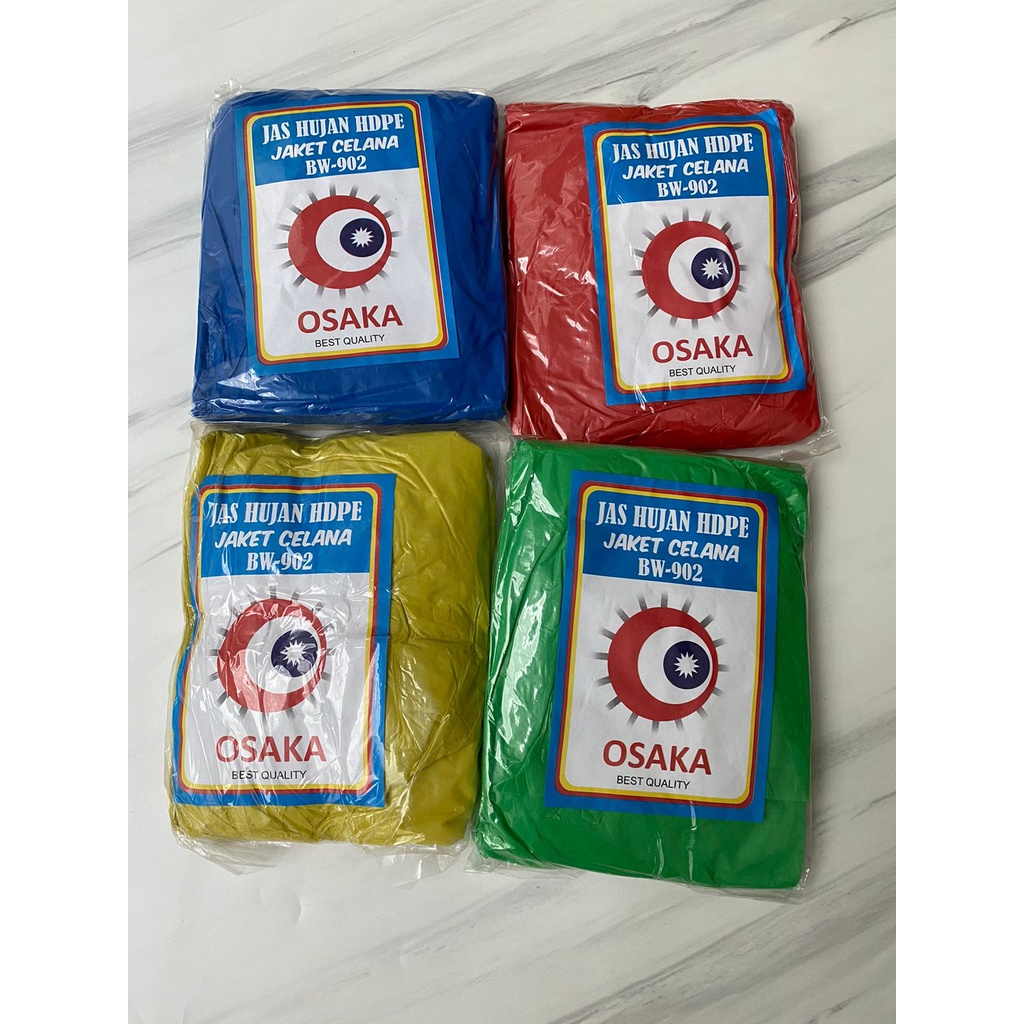 JAS HUJAN HDPE
JAKET CELANA
BW-902
OSAKA
BEST QUALITY
JAS HUJAN HDPE
JAKET CELANA
BW-902
OSAKA
BEST QUALITY
JAS HUJAN HDPE
JAKET CELANA
BW-902
OSAKA
BEST QUALITY
JAS HUJAN HDPE
JAKET CELANA
BW-902
OSAKA
BEST QUALITY